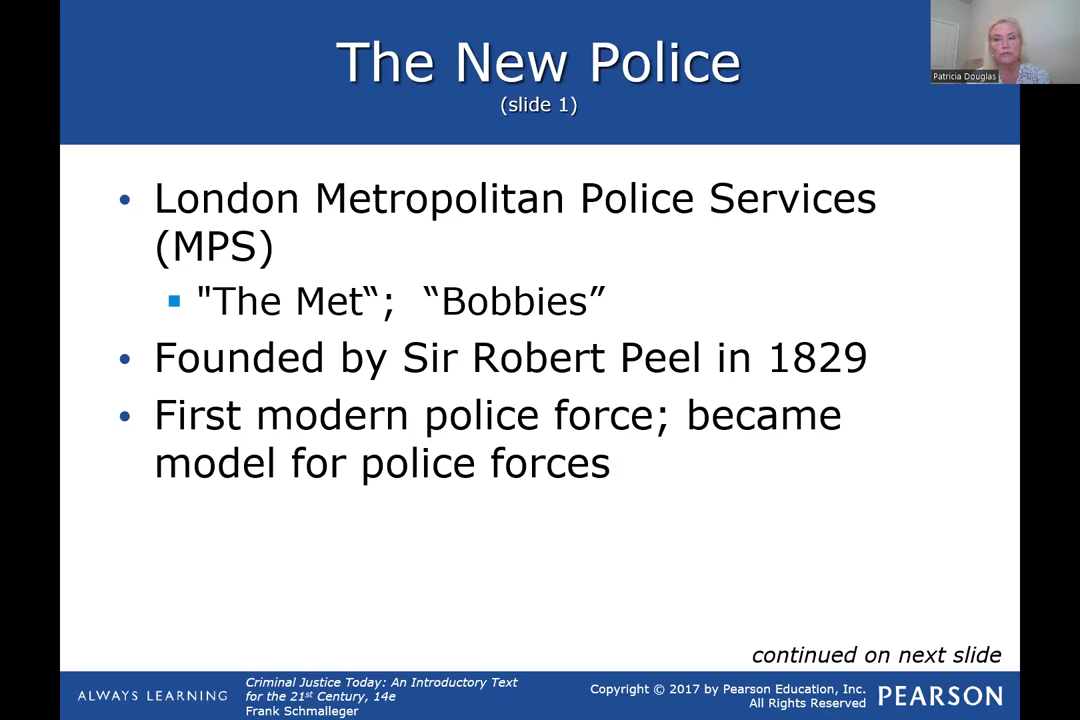 The New Police
(slide 1)
Patricia Douglas
• London Metropolitan Police Services
(MPS)
▪ "The Met“; “Bobbies”
• Founded by Sir Robert Peel in 1829
• First modern police force; became
model for police forces
continued on next slide
ALWAYS LEARNING
Criminal Justice Today: An Introductory Text
for the 21st Century, 14e
Frank Schmalleger
Copyright © 2017 by Pearson Education, Inc.
All Rights Reserved
PEARSON